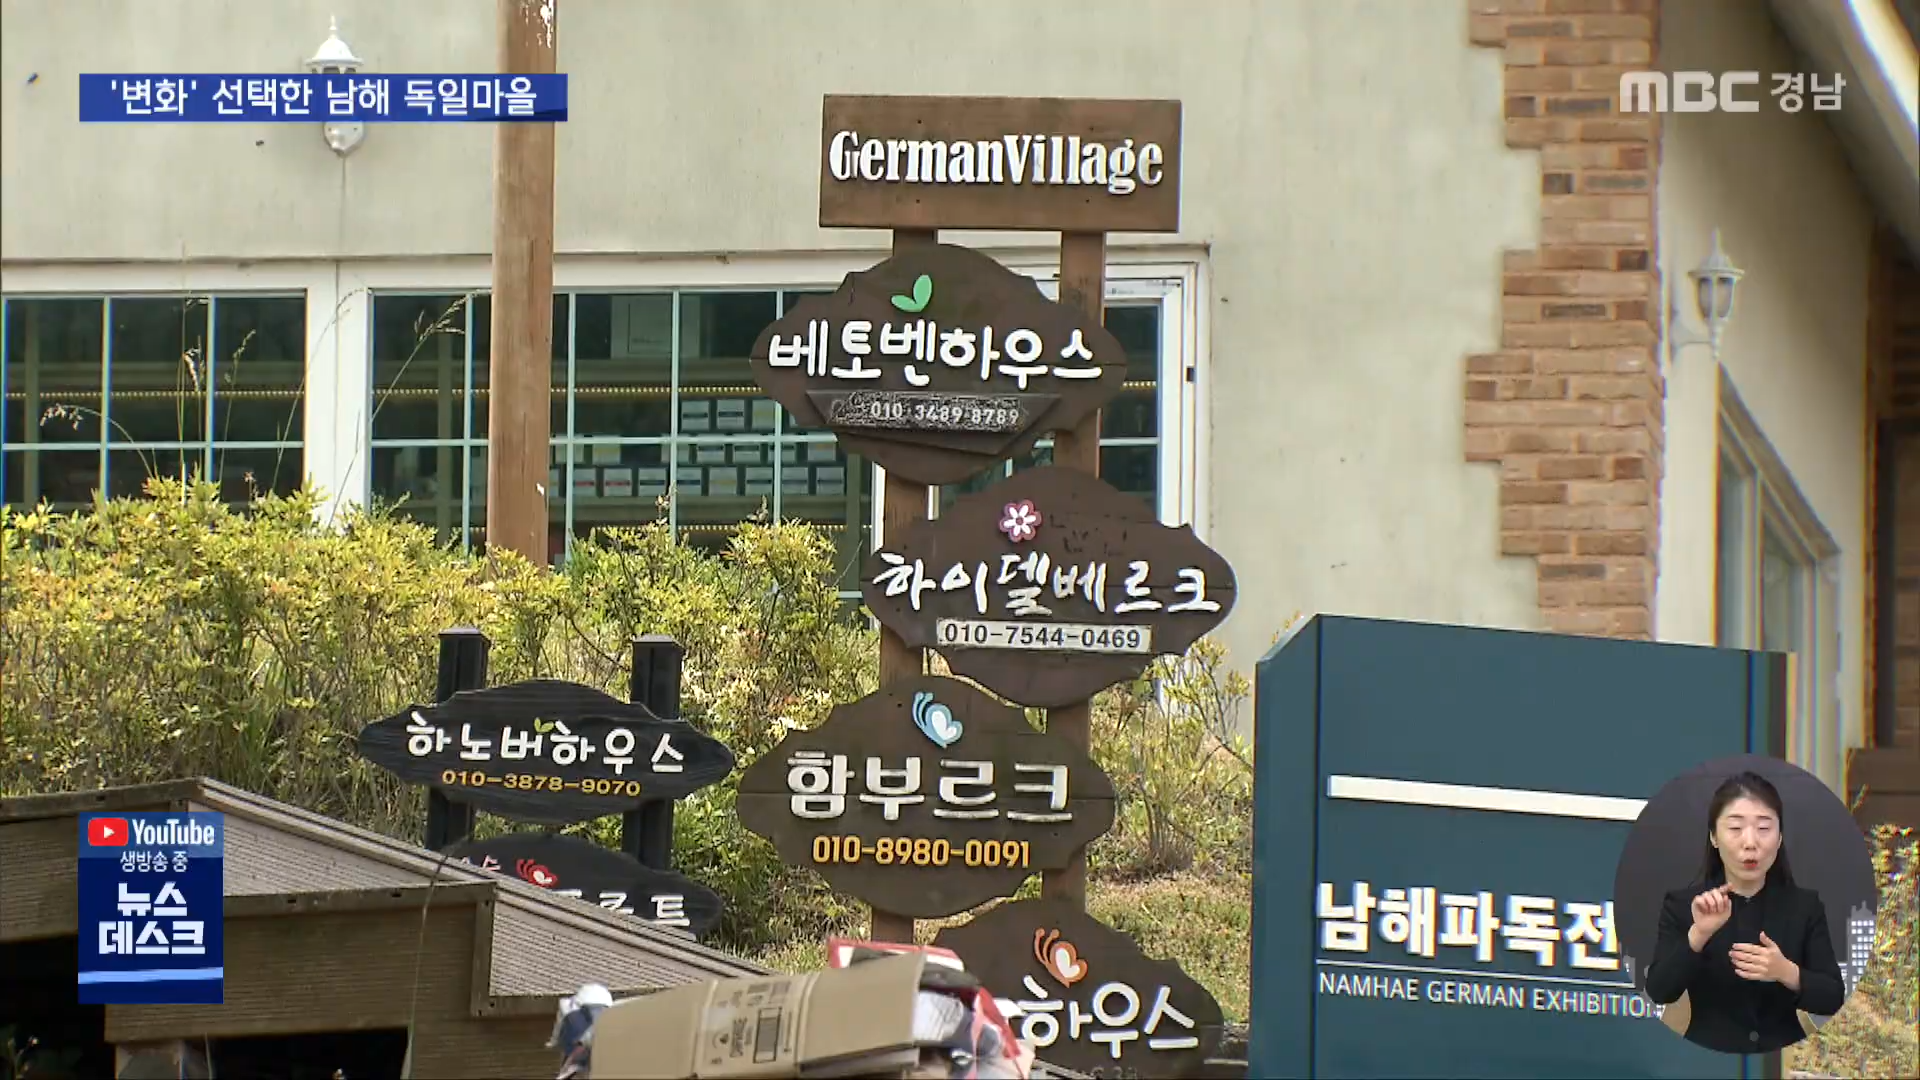 '변화' 선택한 남해 독일마을
MBC 경남
GermanVillage
베토벤하우스
010-3489-8789
하이델베르크
010-7544-0469
하노버하우스
010-3878-9070
함부르크
010-8980-0091
하우스
남해파독전
NAMHAE GERMAN EXHIBITION
YouTube
생방송 중
뉴스
데스크